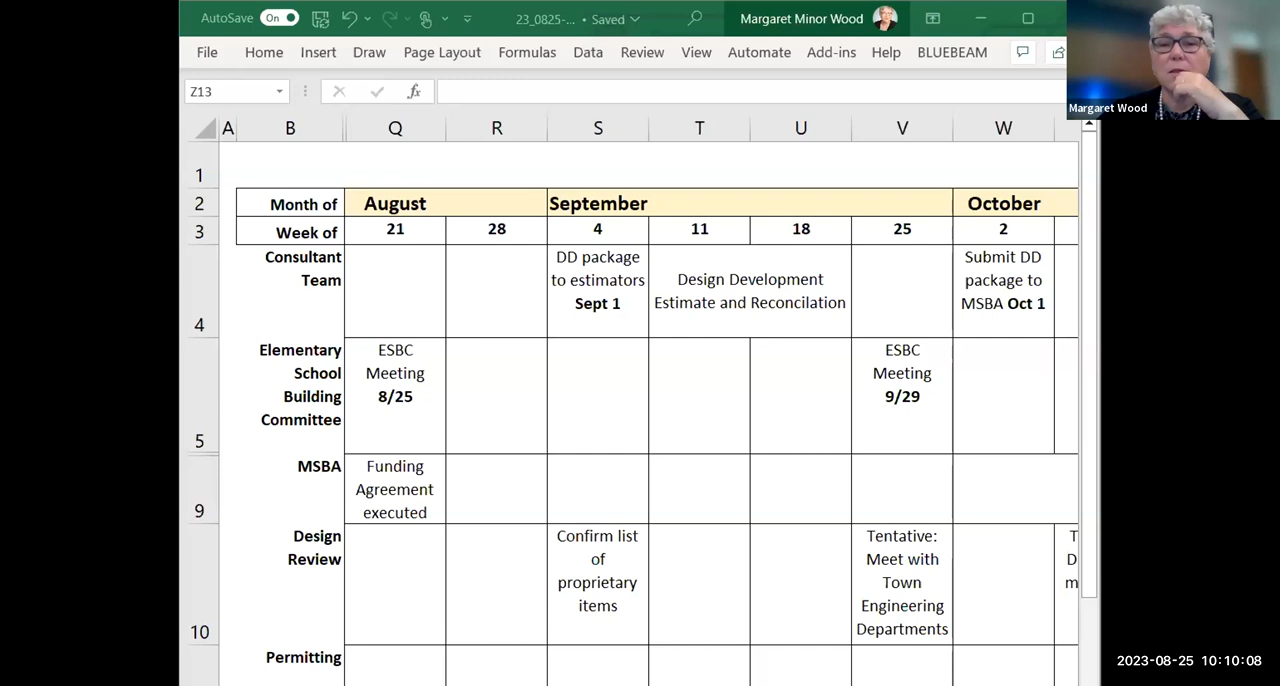 AutoSave On 23_0825-... • Saved Margaret Minor Wood
File Home Insert Draw Page Layout Formulas Data Review View Automate Add-ins Help BLUEBEAM
Z13 fx
Margaret Wood
A B Q R S T U V W
1
2 Month of August September October
3 Week of 21 28 4 11 18 25 2
Consultant
Team
DD package
to estimators
Sept 1
Design Development
Estimate and Reconcilation
Submit DD
package to
MSBA Oct 1
4
Elementary
School
Building
Committee
ESBC
Meeting
8/25
ESBC
Meeting
9/29
5
MSBA
Funding
Agreement
executed
9
Design
Review
Confirm list
of
proprietary
items
Tentative:
Meet with
Town
Engineering
Departments
T
D
m
10
Permitting
2023-08-25 10:10:08